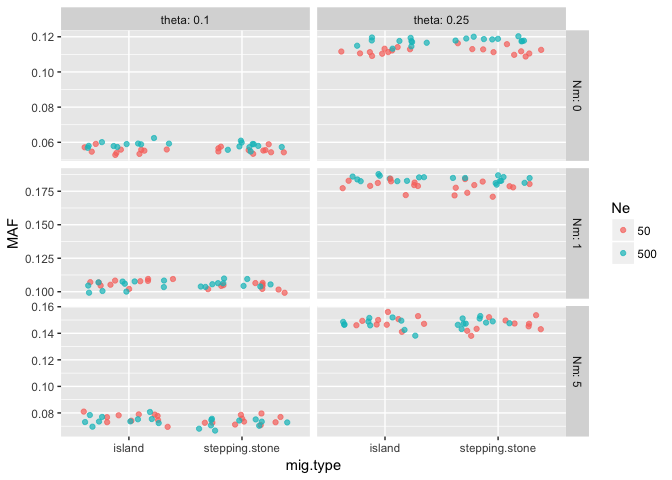 theta: 0.1
theta: 0.25
0.12
0.10
0.08
0.06
Nm: 0
0.175
0.150
0.125
0.100
Nm: 1
0.16
0.14
0.12
0.10
0.08
Nm: 5
MAF
island
stepping.stone
island
stepping.stone
mig.type
Ne
50
500